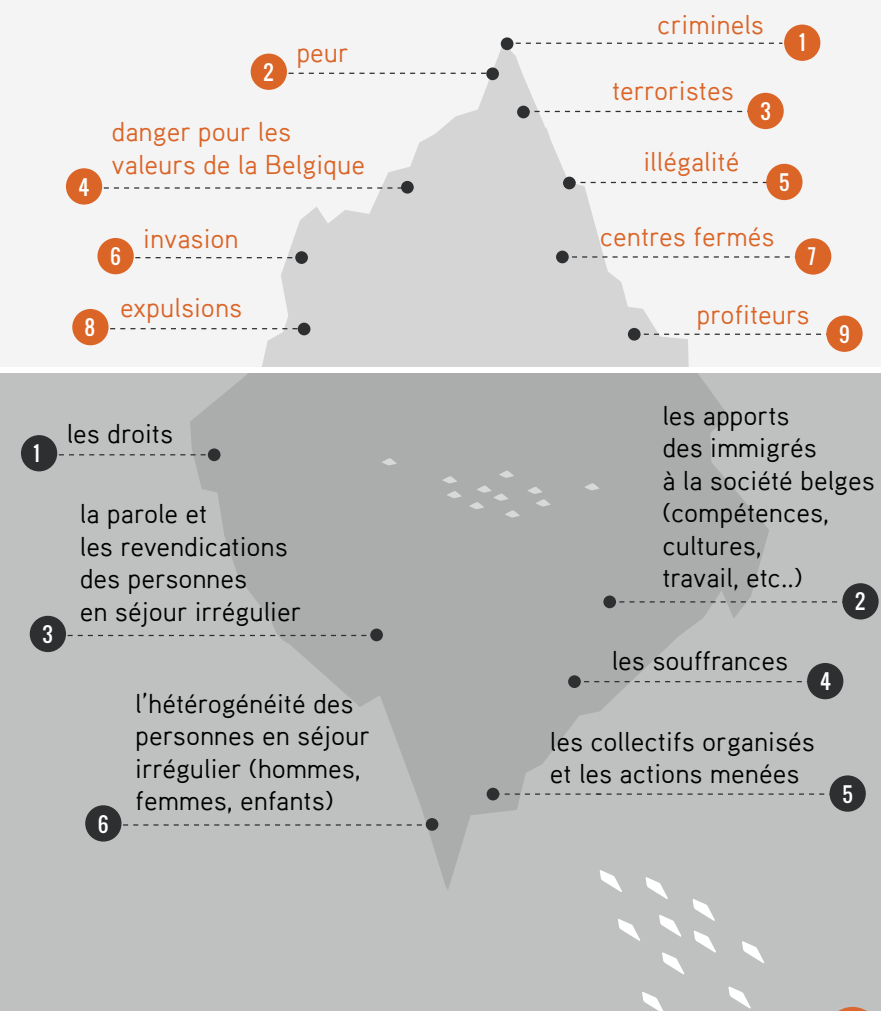 criminels
1
peur
2
terroristes
3
danger pour les
valeurs de la Belgique
4
illégalité
5
invasion
6
centres fermés
7
expulsions
8
profiteurs
9
les droits
1
les apports
des immigrés
à la société belges
(compétences,
cultures,
travail, etc..)
2
la parole et
les revendications
des personnes
en séjour irrégulier
3
les souffrances
4
l'hétérogénéité des
personnes en séjour
irrégulier (hommes,
femmes, enfants)
6
les collectifs organisés
et les actions menées
5